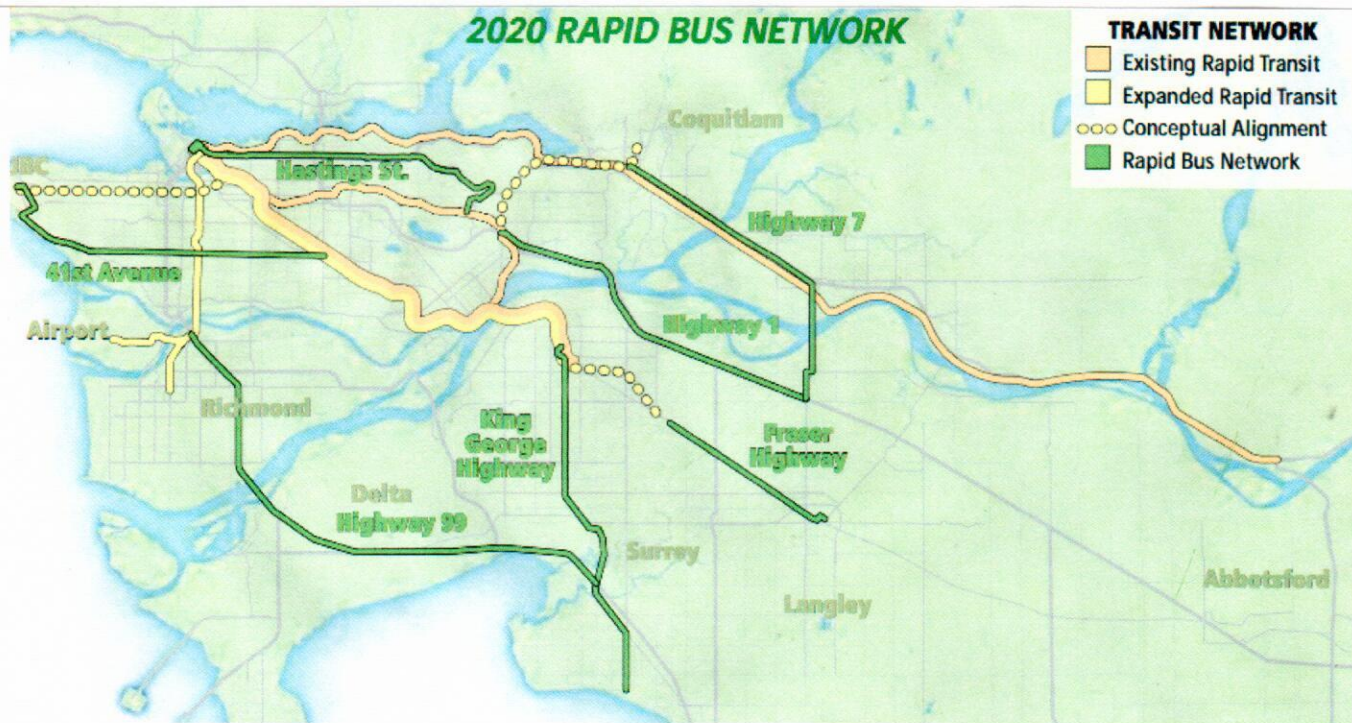 2020 RAPID BUS NETWORK
TRANSIT NETWORK
Existing Rapid Transit
Expanded Rapid Transit
Conceptual Alignment
Rapid Bus Network
Coquitlam
UBC
Hastings St.
Highway 7
41st Avenue
Airport
Highway 1
Richmond
King
George
Highway
Fraser
Highway
Delta
Highway 99
Surrey
Langley
Abbotsford